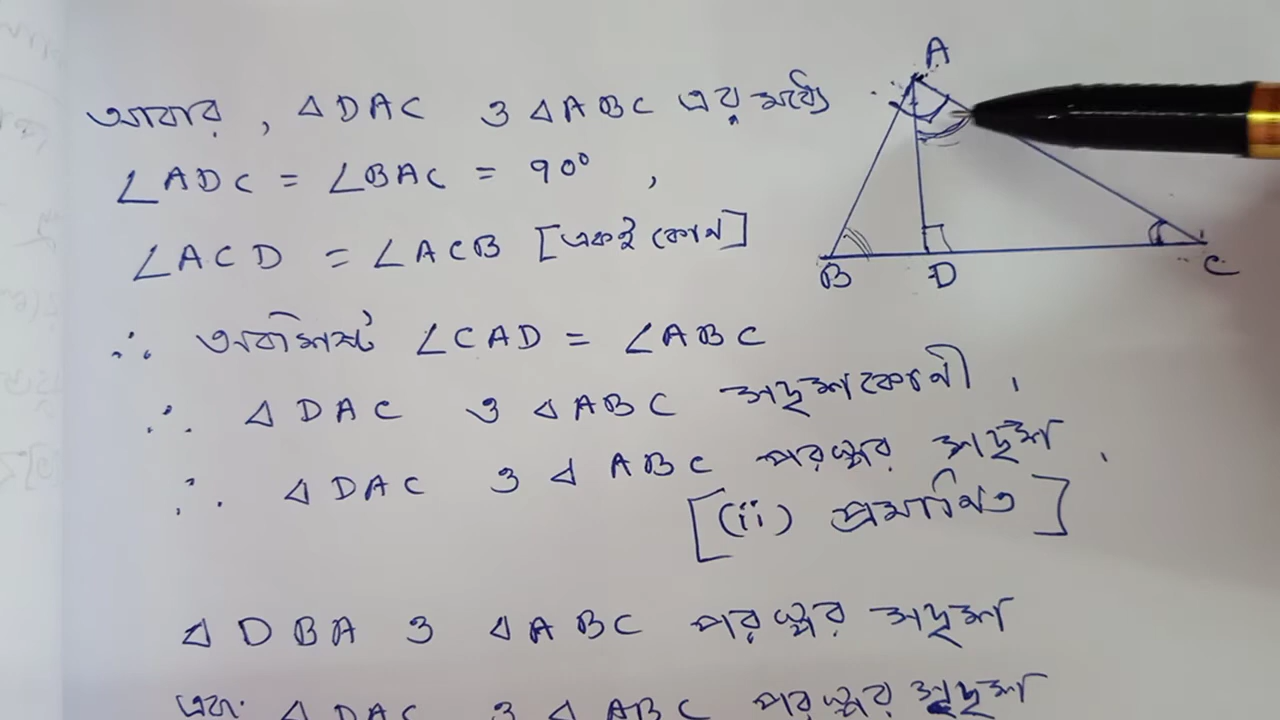 আবার, △DAC ও △ABC এর মধ্যে
∠ADC = ∠BAC = 90°,
∠ACD = ∠ACB [একই কোণ]
∴ অবশিষ্ট ∠CAD = ∠ABC
∴ △DAC ও △ABC সদৃশকোণী,
∴ △DAC ও △ABC পরস্পর সদৃশ.
[(ii) প্রমাণিত]
△DBA ও △ABC পরস্পর সদৃশ
এবং △DAC ও △ABC পরস্পর সদৃশ
A
B
D
C